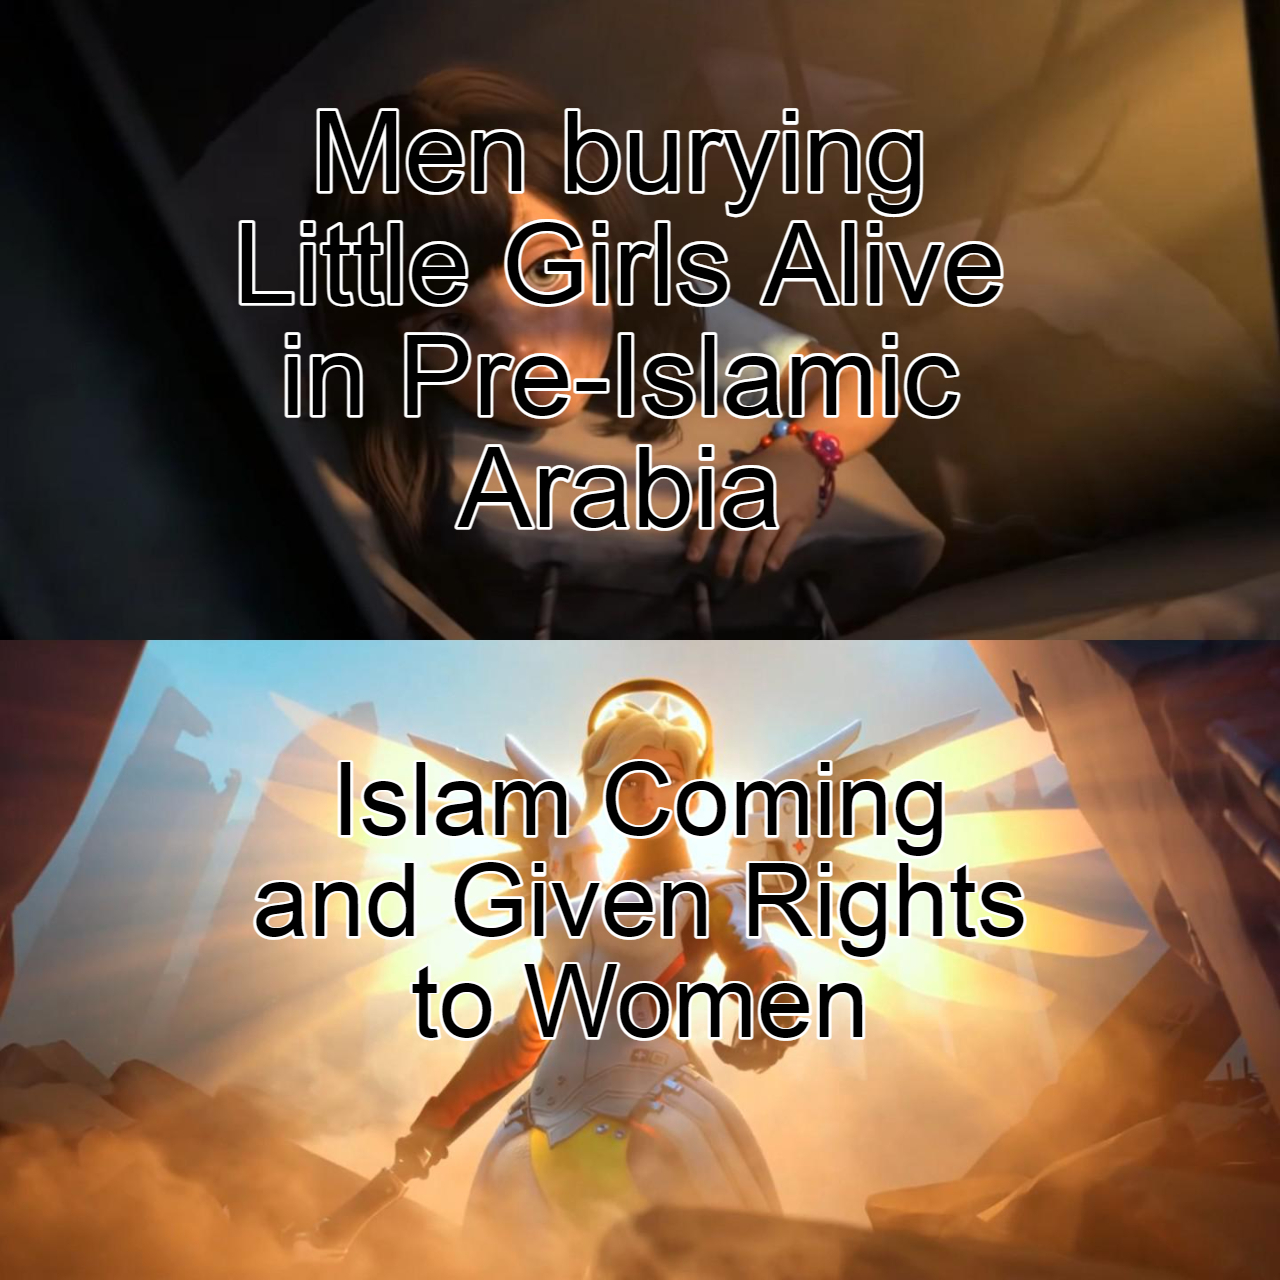 Men burying
Little Girls Alive
in Pre-Islamic
Arabia
Islam Coming
and Given Rights
to Women